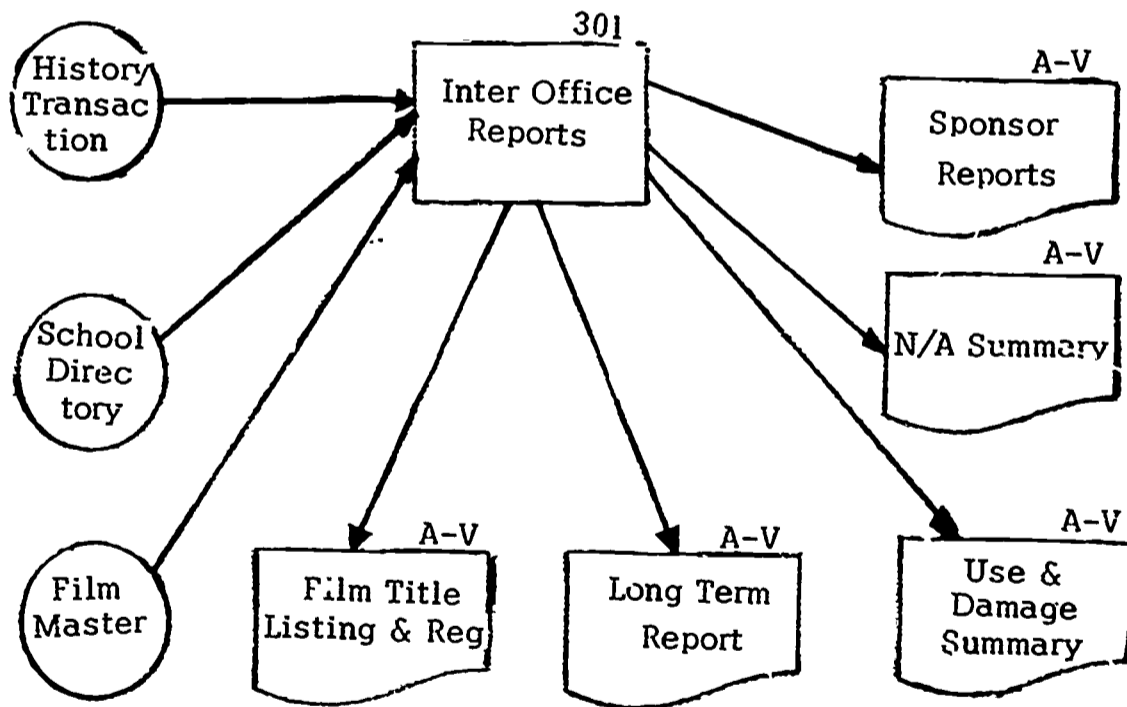 301
History
Transac
tion
Inter Office
Reports
A-V
Sponsor
Reports
A-V
N/A Summary
School
Direc
tory
A-V
Film Title
Listing & Reg
A-V
Long Term
Report
A-V
Use &
Damage
Summary
Film
Master